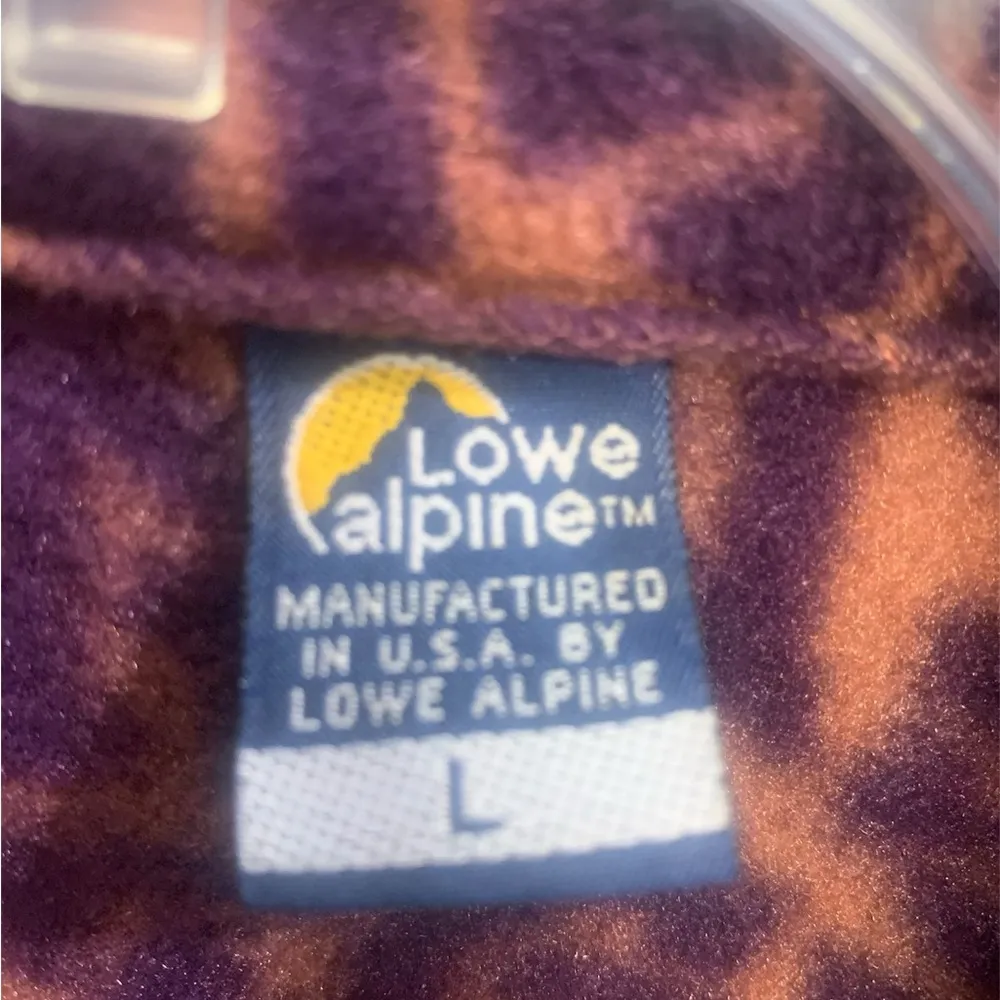 Lowe
alpine™
MANUFACTURED
IN U.S.A. BY
LOWE ALPINE
L